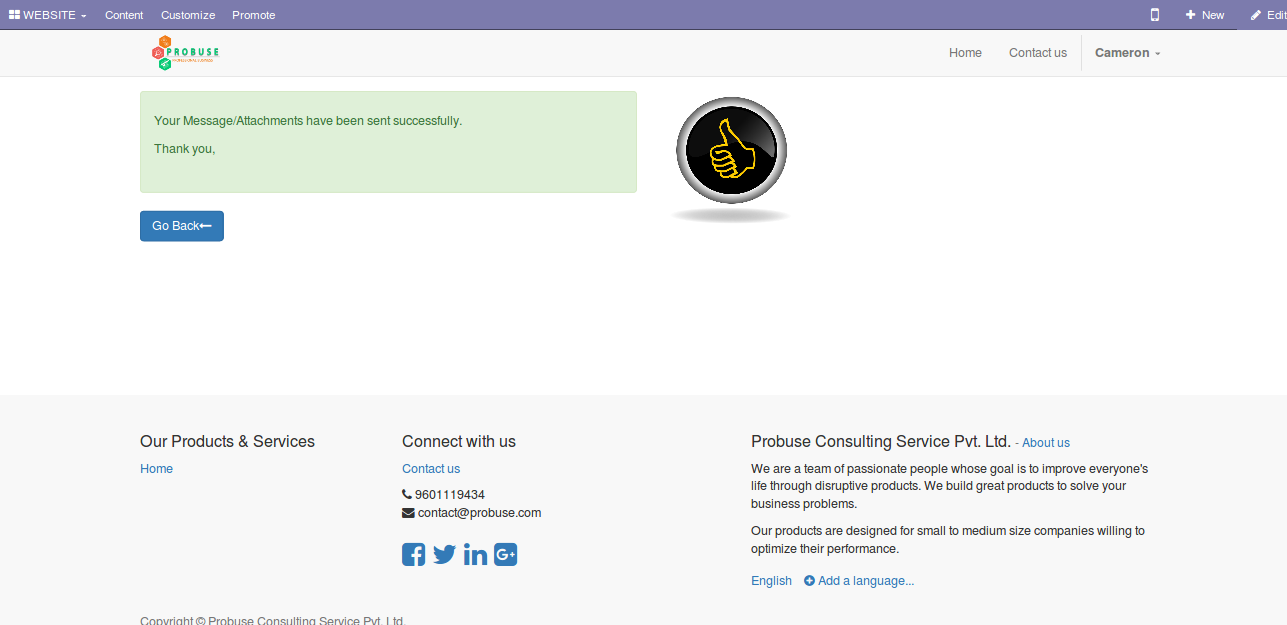 WEBSITE Content Customize Promote New Edit
PROBUSE
Home Contact us Cameron
Your Message/Attachments have been sent successfully.
Thank you,
Go Back
Our Products & Services
Home
Connect with us
Contact us
9601119434
contact@probuse.com
Probuse Consulting Service Pvt. Ltd. - About us
We are a team of passionate people whose goal is to improve everyone's
life through disruptive products. We build great products to solve your
business problems.
Our products are designed for small to medium size companies willing to
optimize their performance.
English Add a language...
Copyright © Probuse Consulting Service Pvt. Ltd.